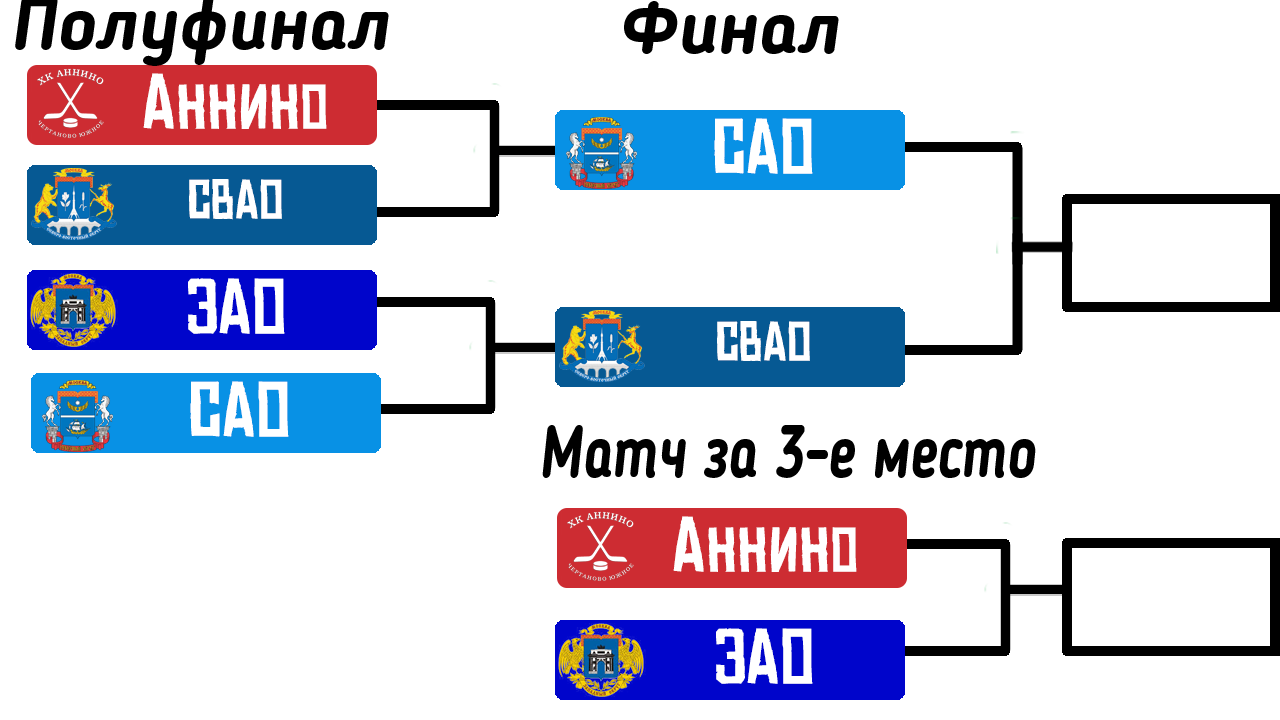 Полуфинал
Финал
ХК АННИНО
ЧЕРТАНОВО ЮЖНОЕ
Аннино
СВАО
ЗАО
САО
САО
СВАО
Матч за 3-е место
ХК АННИНО
ЧЕРТАНОВО ЮЖНОЕ
Аннино
ЗАО